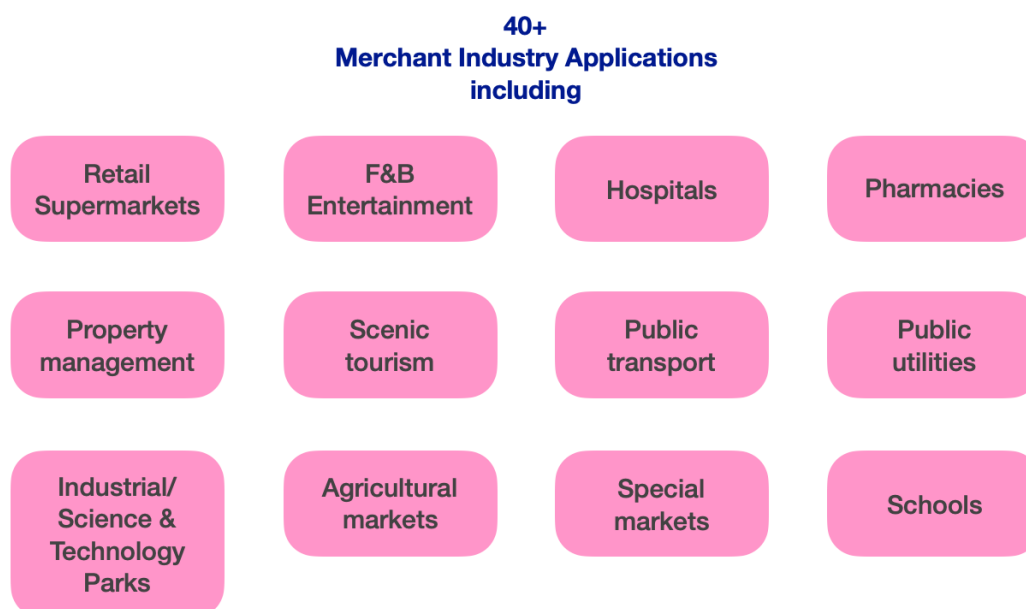 40+
Merchant Industry Applications
including
Retail
Supermarkets
F&B
Entertainment
Hospitals
Pharmacies
Property
management
Scenic
tourism
Public
transport
Public
utilities
Industrial/
Science &
Technology
Parks
Agricultural
markets
Special
markets
Schools